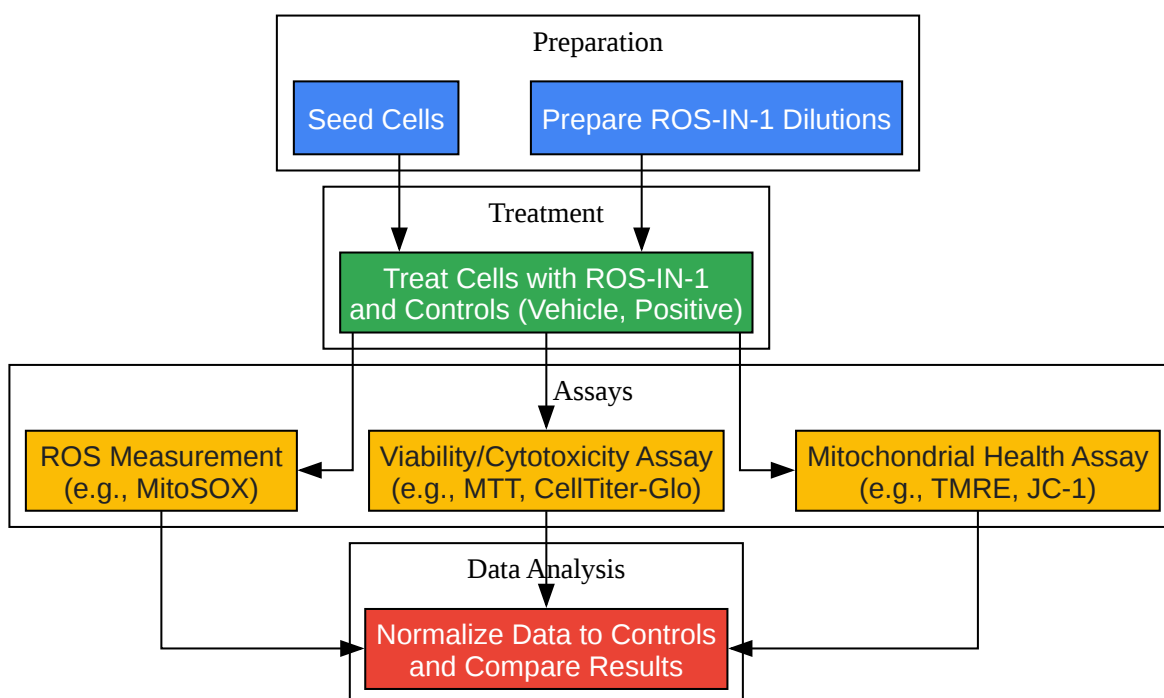 Preparation
Seed Cells
Prepare ROS-IN-1 Dilutions
Treatment
Treat Cells with ROS-IN-1
and Controls (Vehicle, Positive)
Assays
ROS Measurement
(e.g., MitoSOX)
Viability/Cytotoxicity Assay
(e.g., MTT, CellTiter-Glo)
Mitochondrial Health Assay
(e.g., TMRE, JC-1)
Data Analysis
Normalize Data to Controls
and Compare Results